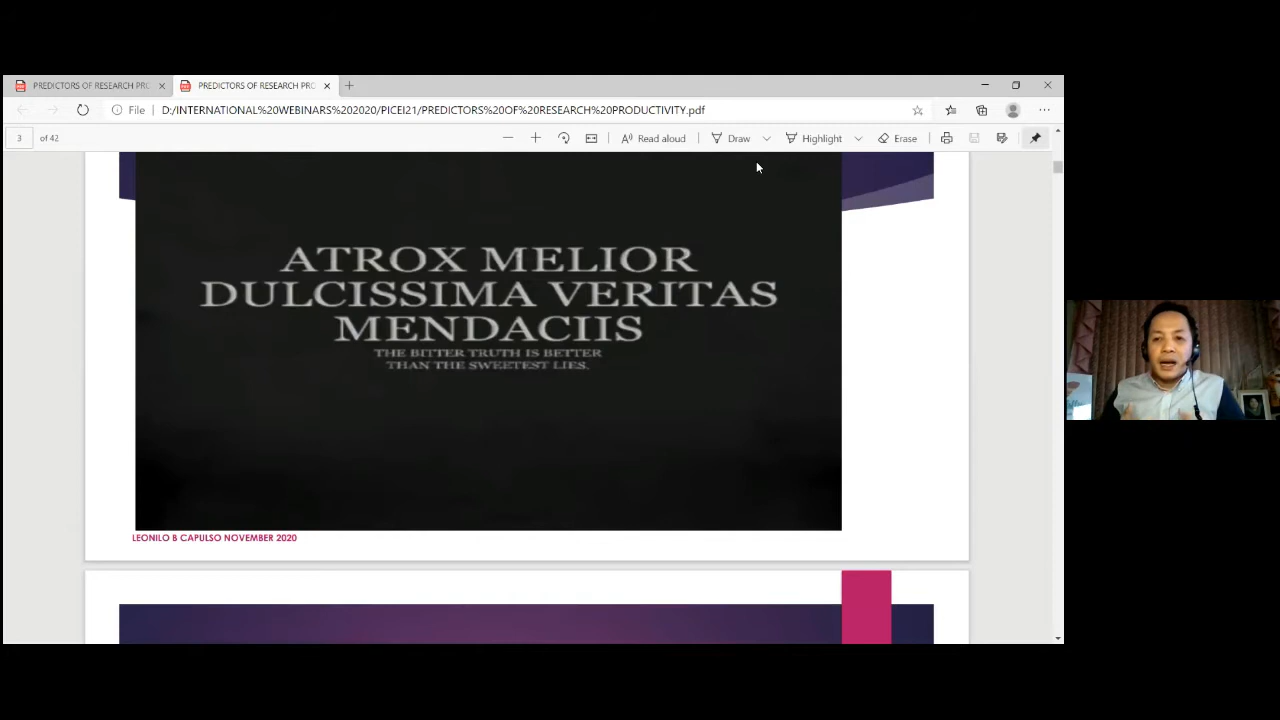 PREDICTORS OF RESEARCH PRO
PREDICTORS OF RESEARCH PRO
File
D:/INTERNATIONAL%20WEBINARS%202020/PICEI21/PREDICTORS%20OF%20RESEARCH%20PRODUCTIVITY.pdf
3 of 42
Read aloud
Draw
Highlight
Erase
ATROX MELIOR
DULCISSIMA VERITAS
MENDACIIS
THE BITTER TRUTH IS BETTER
THAN THE SWEETEST LIES.
LEONILO B CAPULSO NOVEMBER 2020